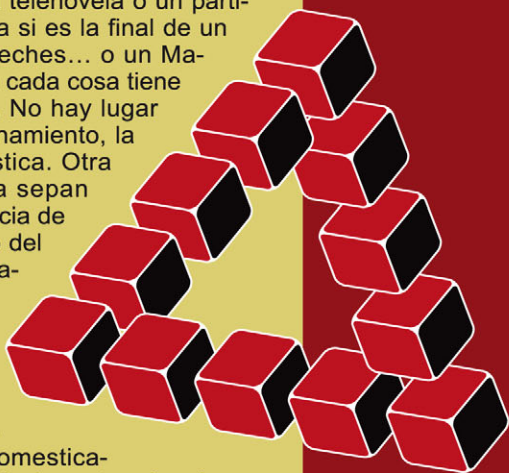 telenovela o un parti-
a si es la final de un
eches... o un Ma-
cada cosa tiene
No hay lugar
namiento, la
stica. Otra
a sepan
cia de
del
a-
omestica-